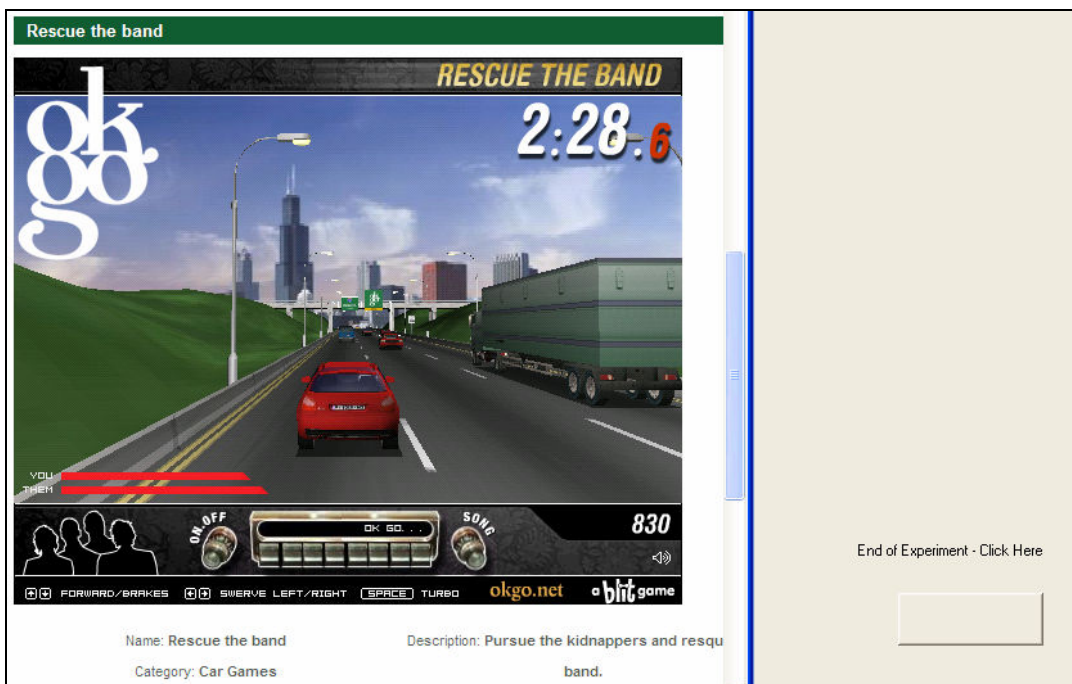 Rescue the band
RESCUE THE BAND
ok
go.
2:28.6
YOU
THEM
ON.OFF
OK GO...
SONG
830
FORWARD/BRAKES
SWERVE LEFT/RIGHT
SPACE TURBO
okgo.net
a blit game
End of Experiment - Click Here
Name: Rescue the band
Description: Pursue the kidnappers and resqu
Category: Car Games
band.